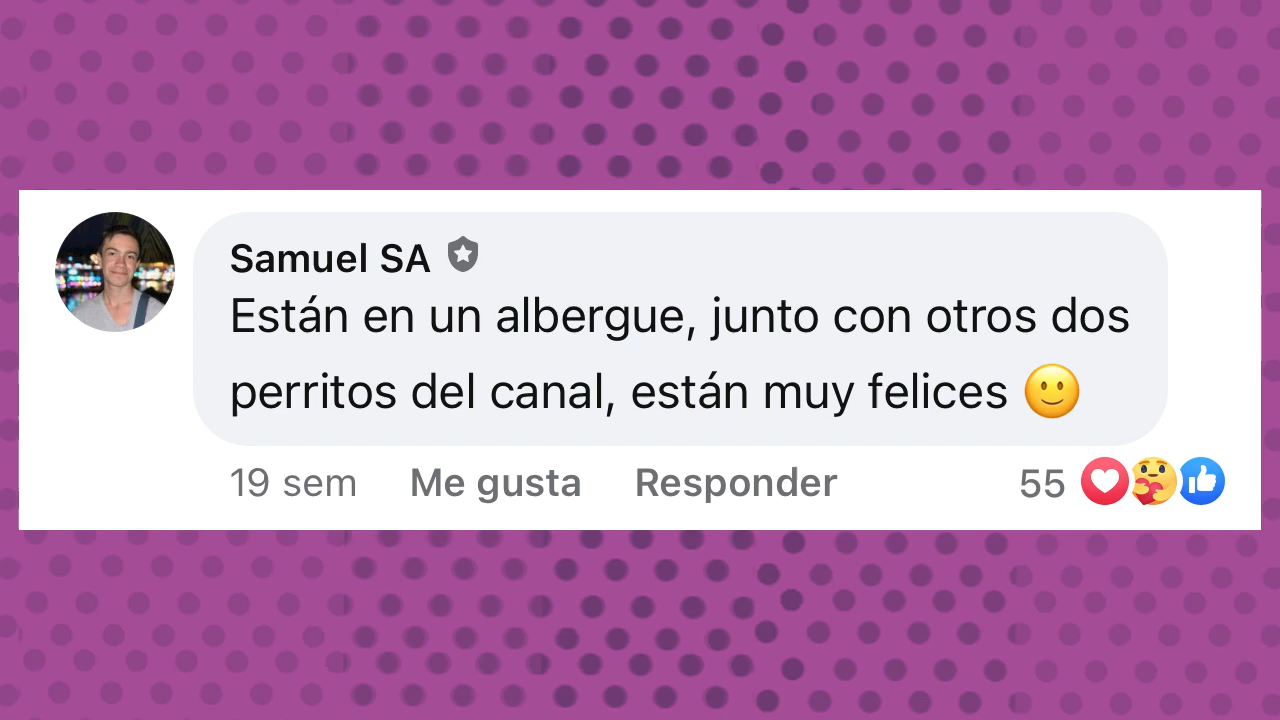 Samuel SA
Están en un albergue, junto con otros dos
perritos del canal, están muy felices 🙂
19 sem Me gusta Responder 55